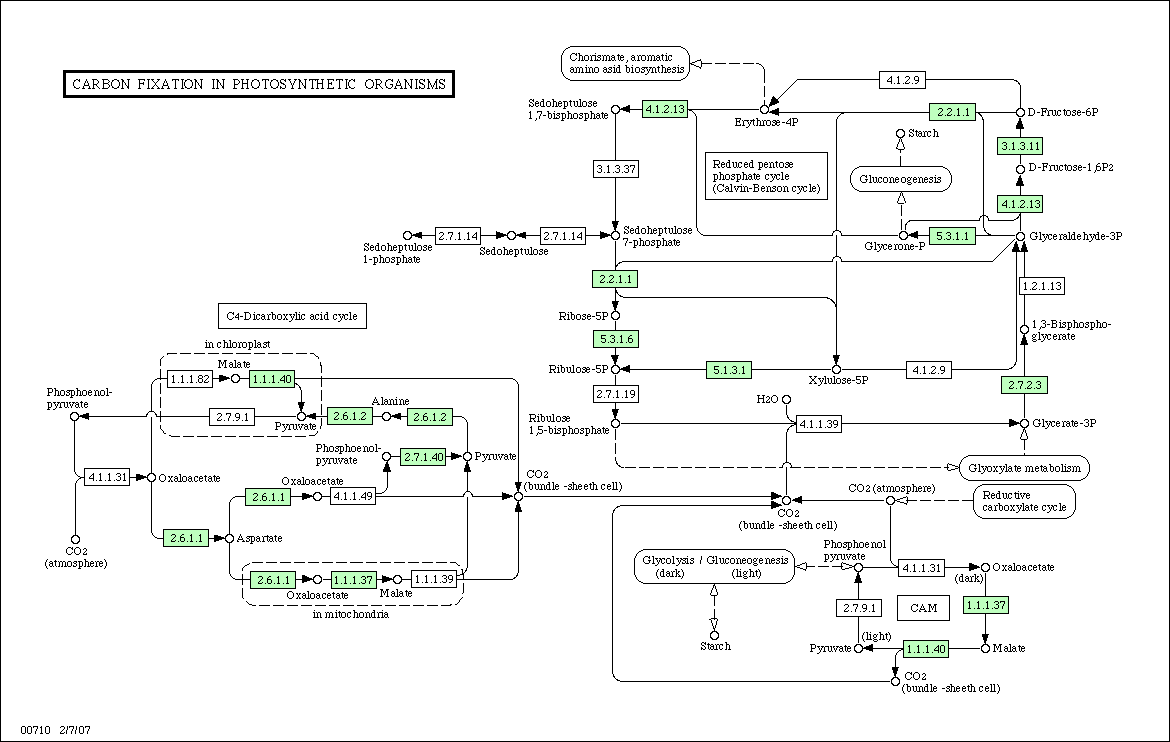 CARBON FIXATION IN PHOTOSYNTHETIC ORGANISMS
Chorismate, aromatic
amino asid biosynthesis
4.1.2.9
Sedoheptulose
1,7-bisphosphate
4.1.2.13
Erythrose-4P
2.2.1.1
D-Fructose-6P
Starch
3.1.3.11
Reduced pentose
phosphate cycle
(Calvin-Benson cycle)
3.1.3.37
Gluconeogenesis
D-Fructose-1,6P2
4.1.2.13
Sedoheptulose
1-phosphate
2.7.1.14
Sedoheptulose
2.7.1.14
Sedoheptulose
7-phosphate
Glycerone-P
5.3.1.1
Glyceraldehyde-3P
2.2.1.1
1.2.1.13
C4-Dicarboxylic acid cycle
Ribose-5P
1,3-Bisphospho-
glycerate
5.3.1.6
in chloroplast
Malate
1.1.1.82
1.1.1.40
Ribulose-5P
5.1.3.1
Xylulose-5P
4.1.2.9
2.7.2.3
2.7.1.19
Phosphoenol-
pyruvate
2.7.9.1
Pyruvate
2.6.1.2
Alanine
2.6.1.2
H2O
Ribulose
1,5-bisphosphate
4.1.1.39
Glycerate-3P
Phosphoenol-
pyruvate
2.7.1.40
Pyruvate
Glyoxylate metabolism
4.1.1.31
Oxaloacetate
Oxaloacetate
2.6.1.1
4.1.1.49
CO2
(bundle -sheeth cell)
CO2 (atmosphere)
Reductive
carboxylate cycle
CO2
(bundle -sheeth cell)
2.6.1.1
Aspartate
CO2
(atmosphere)
Phosphoenol
pyruvate
Glycolysis / Gluconeogenesis
(dark) (light)
4.1.1.31
(dark)
Oxaloacetate
2.6.1.1
Oxaloacetate
1.1.1.37
Malate
1.1.1.39
in mitochondria
2.7.9.1
CAM
1.1.1.37
Starch
(light)
Pyruvate
1.1.1.40
Malate
CO2
(bundle -sheeth cell)
00710 2/7/07